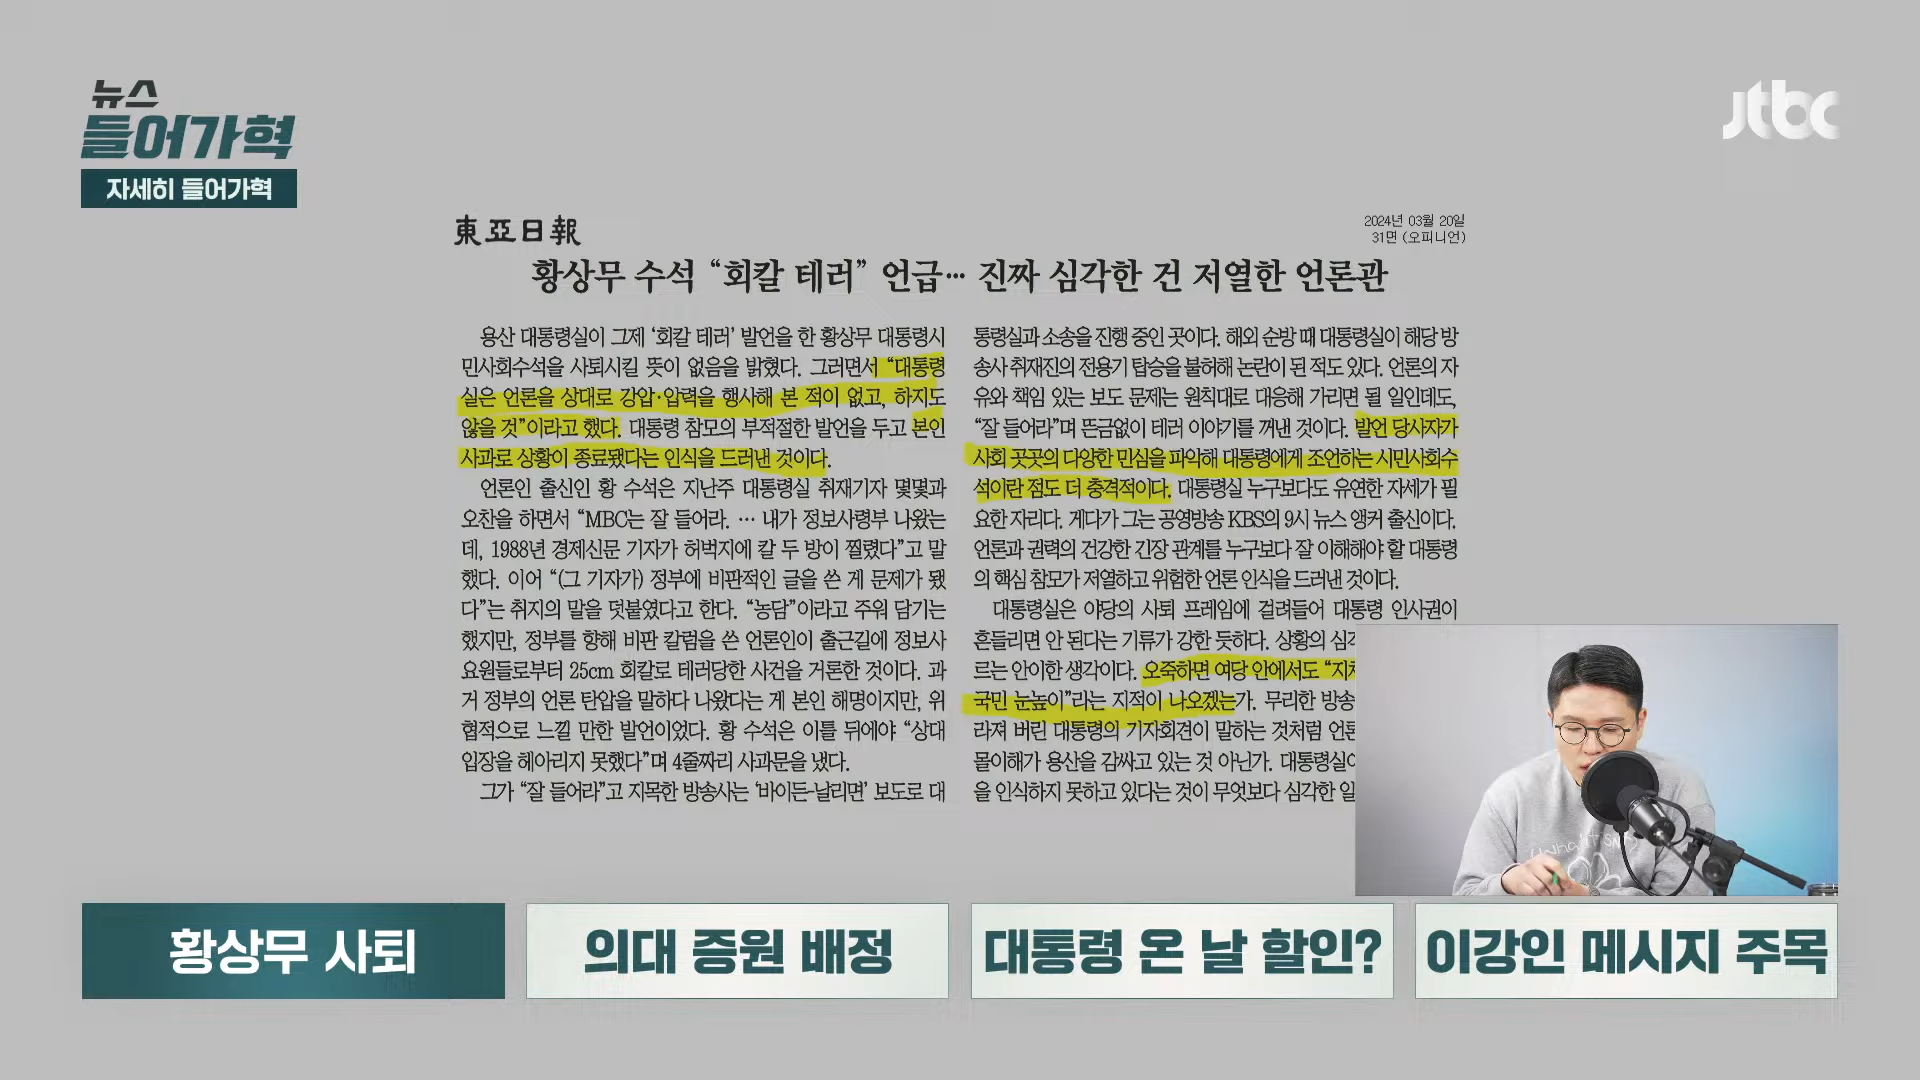 뉴스
들어가혁
자세히 들어가혁
jtbc
東亞日報
2024년 03월 20일
31면 (오피니언)
황상무 수석 “회칼 테러” 언급… 진짜 심각한 건 저열한 언론관
용산 대통령실이 그제 ‘회칼 테러’ 발언을 한 황상무 대통령시
민사회수석을 사퇴시킬 뜻이 없음을 밝혔다. 그러면서 “대통령
실은 언론을 상대로 강압·압력을 행사해 본 적이 없고, 하지도
않을 것”이라고 했다. 대통령 참모의 부적절한 발언을 두고 본인
사과로 상황이 종료됐다는 인식을 드러낸 것이다.
언론인 출신인 황 수석은 지난주 대통령실 취재기자 몇몇과
오찬을 하면서 “MBC는 잘 들어라. … 내가 정보사령부 나왔는
데, 1988년 경제신문 기자가 허벅지에 칼 두 방이 찔렸다”고 말
했다. 이어 “(그 기자가) 정부에 비판적인 글을 쓴 게 문제가 됐
다”는 취지의 말을 덧붙였다고 한다. “농담”이라고 주워 담기는
했지만, 정부를 향해 비판 칼럼을 쓴 언론인이 출근길에 정보사
요원들로부터 25cm 회칼로 테러당한 사건을 거론한 것이다. 과
거 정부의 언론 탄압을 말하다 나왔다는 게 본인 해명이지만, 위
협적으로 느낄 만한 발언이었다. 황 수석은 이틀 뒤에야 “상대
입장을 헤아리지 못했다”며 4줄짜리 사과문을 냈다.
그가 “잘 들어라”고 지목한 방송사는 ‘바이든-날리면’ 보도로 대
통령실과 소송을 진행 중인 곳이다. 해외 순방 때 대통령실이 해당 방
송사 취재진의 전용기 탑승을 불허해 논란이 된 적도 있다. 언론의 자
유와 책임 있는 보도 문제는 원칙대로 대응해 가리면 될 일인데도,
“잘 들어라”며 뜬금없이 테러 이야기를 꺼낸 것이다. 발언 당사자가
사회 곳곳의 다양한 민심을 파악해 대통령에게 조언하는 시민사회수
석이란 점도 더 충격적이다. 대통령실 누구보다도 유연한 자세가 필
요한 자리다. 게다가 그는 공영방송 KBS의 9시 뉴스 앵커 출신이다.
언론과 권력의 건강한 긴장 관계를 누구보다 잘 이해해야 할 대통령
의 핵심 참모가 저열하고 위험한 언론 인식을 드러낸 것이다.
대통령실은 야당의 사퇴 프레임에 걸려들어 대통령 인사권이
흔들리면 안 된다는 기류가 강한 듯하다. 상황의 심각
르는 안이한 생각이다. 오죽하면 여당 안에서도 “지
국민 눈높이”라는 지적이 나오겠는가. 무리한 방송
라져 버린 대통령의 기자회견이 말하는 것처럼 언론
몰이해가 용산을 감싸고 있는 것 아닌가. 대통령실이
을 인식하지 못하고 있다는 것이 무엇보다 심각한 일
황상무 사퇴
의대 증원 배정
대통령 온 날 할인?
이강인 메시지 주목